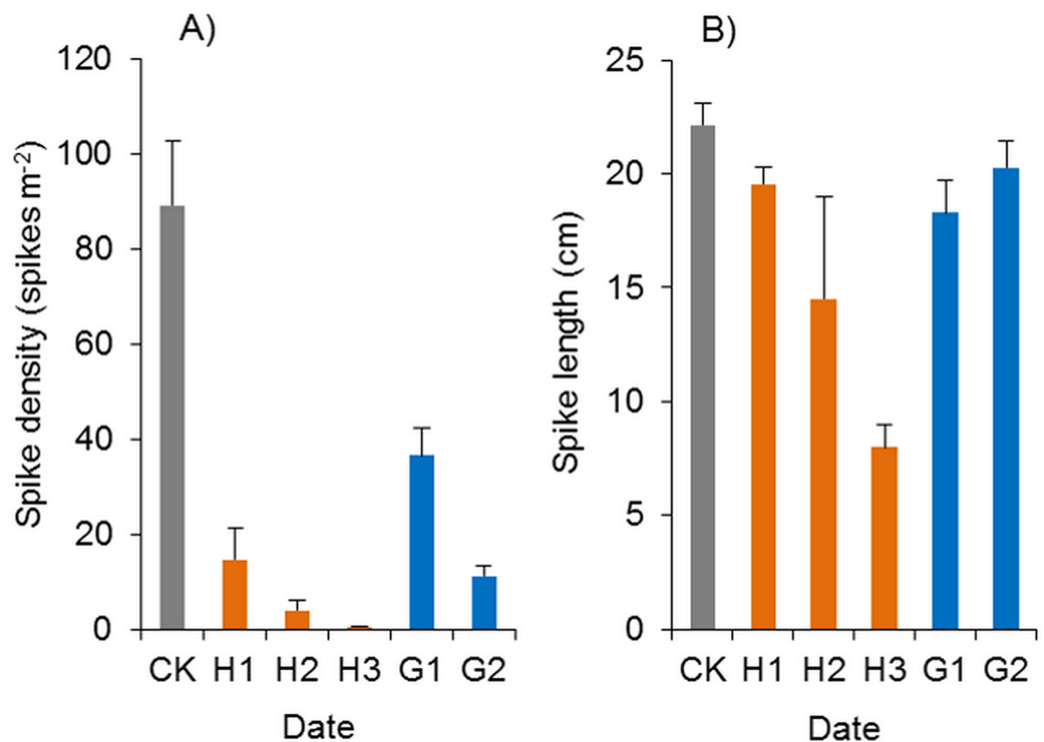 A)
Spike density (spikes m-2)
120
100
80
60
40
20
0
CK H1 H2 H3 G1 G2
Date
B)
Spike length (cm)
25
20
15
10
5
0
CK H1 H2 H3 G1 G2
Date